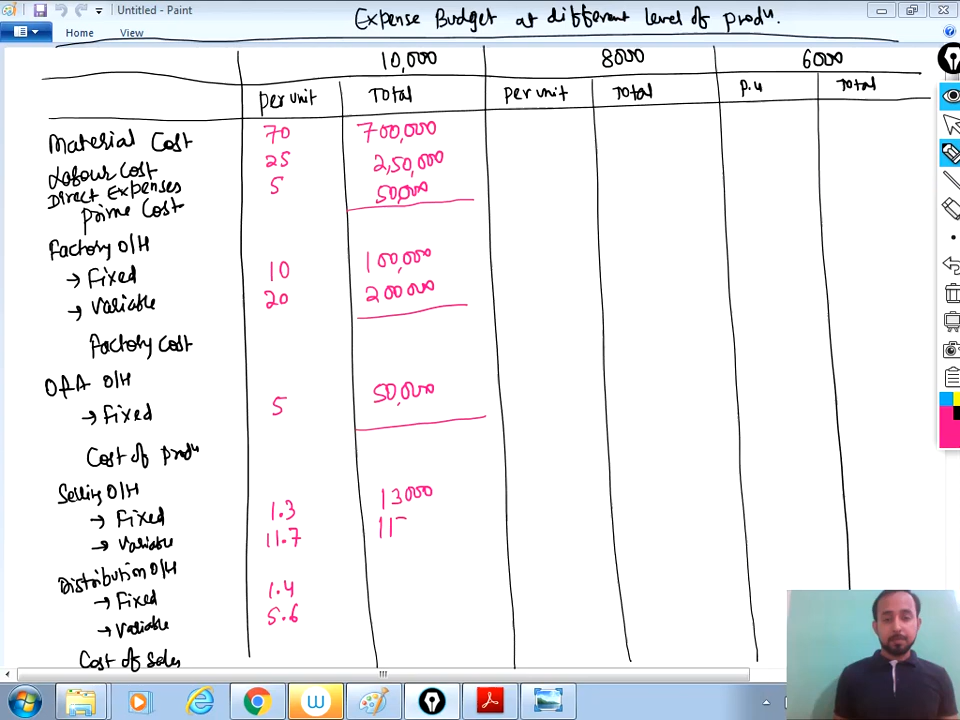 Untitled - Paint
Home View
Expense Budget at different level of produ.
10,000 8000 6000
per unit Total per unit Total p.u Total
Material Cost 70 700,000
Labour Cost 25 2,50,000
Direct Expenses 5 50,000
Prime Cost
Factory O/H
→ Fixed 10 100,000
→ Variable 20 200000
Factory Cost
O&A O/H
→ Fixed 5 50,000
Cost of produ
Selling O/H
→ Fixed 1.3 13000
→ Variable 11.7 11
Distribution O/H
→ Fixed 1.4
→ Variable 5.6
Cost of Sales
W